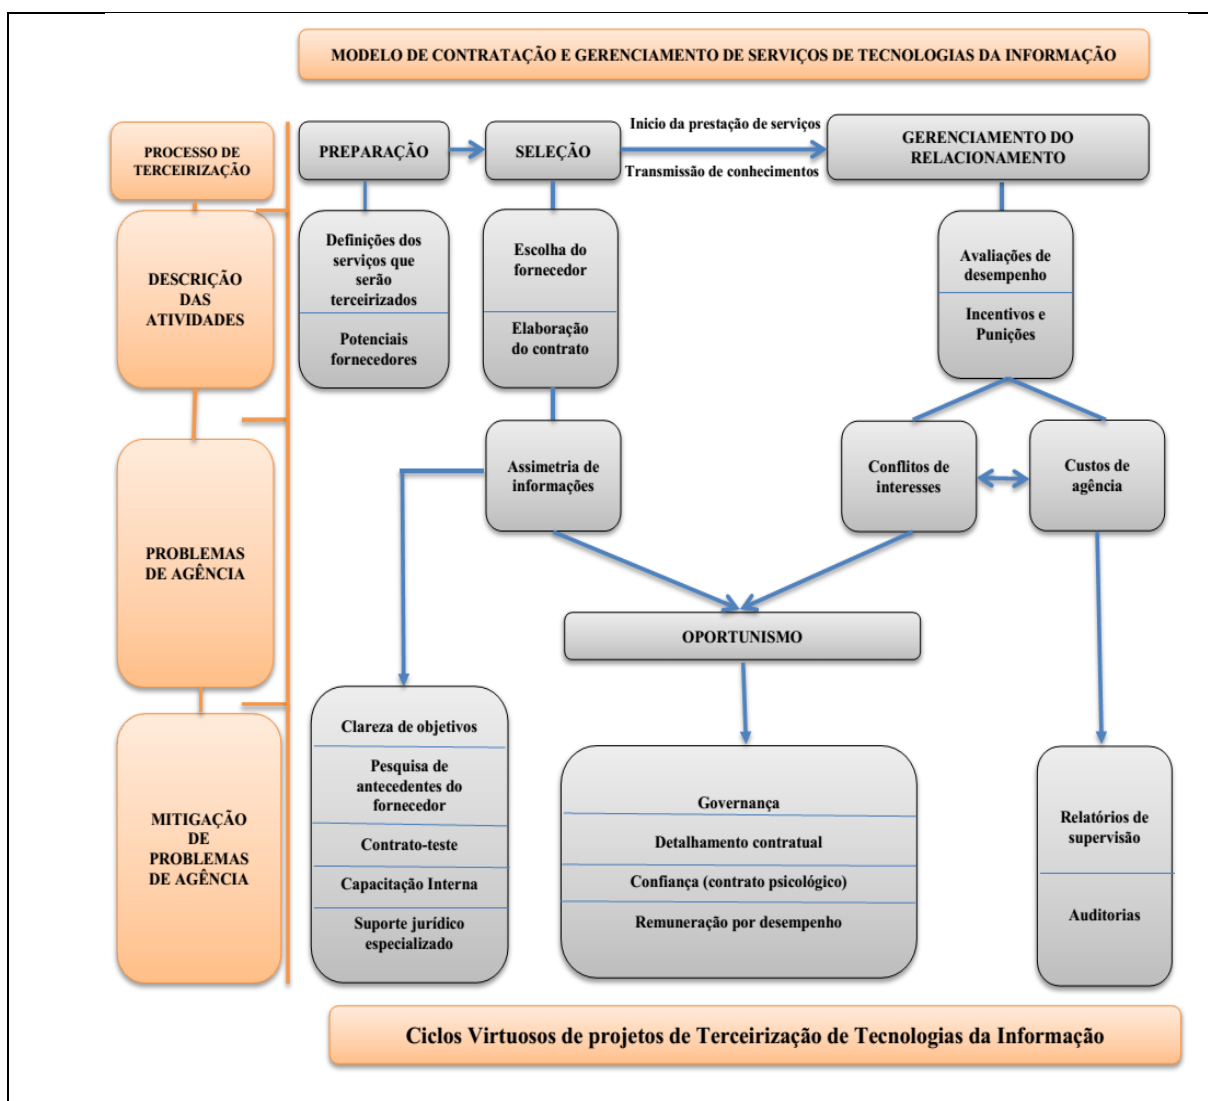 MODELO DE CONTRATAÇÃO E GERENCIAMENTO DE SERVIÇOS DE TECNOLOGIAS DA INFORMAÇÃO
PROCESSO DE
TERCEIRIZAÇÃO
PREPARAÇÃO
SELEÇÃO
Inicio da prestação de serviços
Transmissão de conhecimentos
GERENCIAMENTO DO
RELACIONAMENTO
DESCRIÇÃO
DAS
ATIVIDADES
Definições dos
serviços que
serão
terceirizados
Potenciais
fornecedores
Escolha do
fornecedor
Elaboração
do contrato
Avaliações de
desempenho
Incentivos e
Punições
PROBLEMAS
DE AGÊNCIA
Assimetria de
informações
Conflitos de
interesses
Custos de
agência
OPORTUNISMO
MITIGAÇÃO
DE
PROBLEMAS
DE AGÊNCIA
Clareza de objetivos
Pesquisa de
antecedentes do
fornecedor
Contrato-teste
Capacitação Interna
Suporte jurídico
especializado
Governança
Detalhamento contratual
Confiança (contrato psicológico)
Remuneração por desempenho
Relatórios de
supervisão
Auditorias
Ciclos Virtuosos de projetos de Terceirização de Tecnologias da Informação